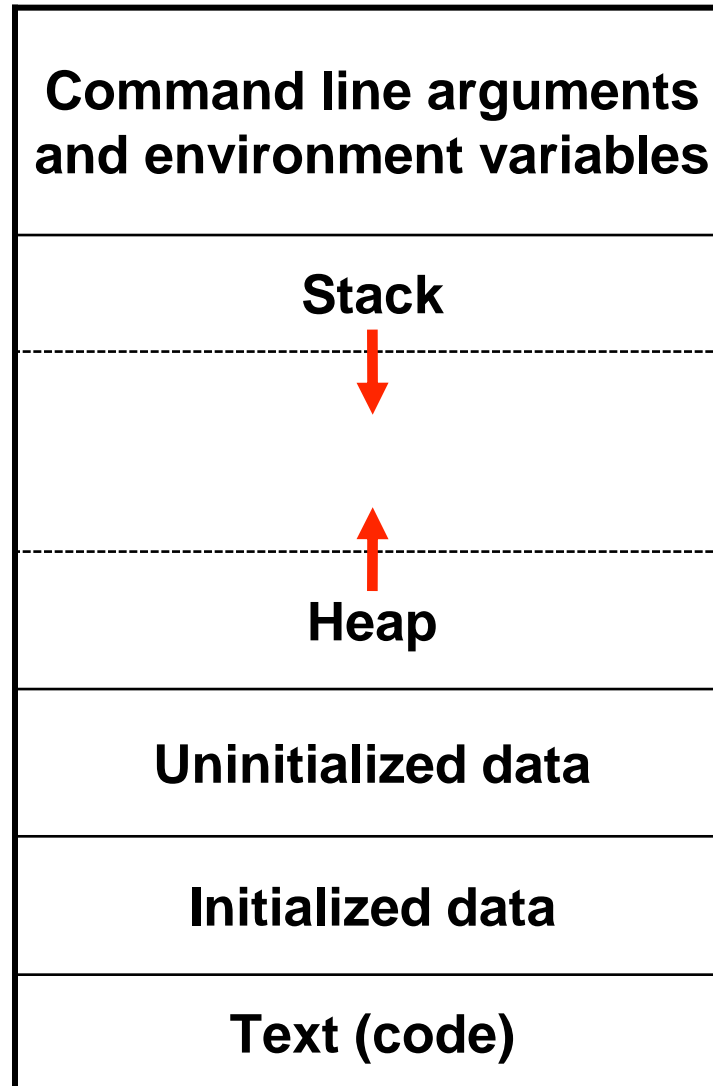 Command line arguments
and environment variables
Stack
Heap
Uninitialized data
Initialized data
Text (code)